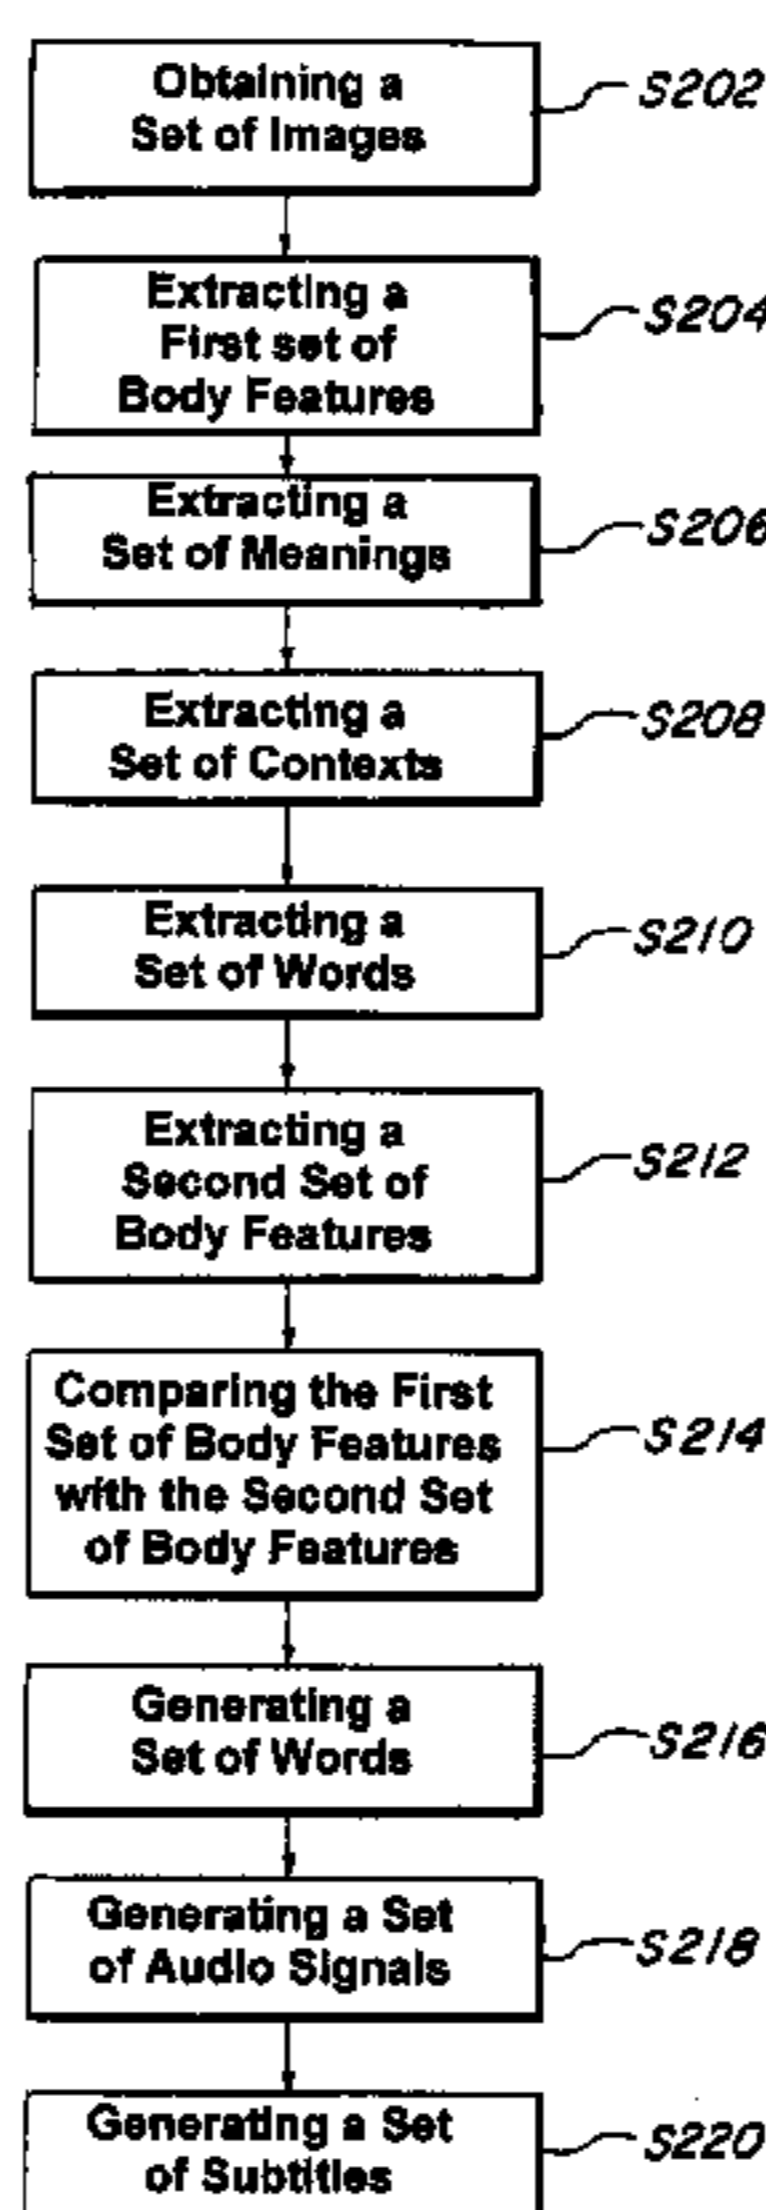 Obtaining a
Set of Images
S202
Extracting a
First set of
Body Features
S204
Extracting a
Set of Meanings
S206
Extracting a
Set of Contexts
S208
Extracting a
Set of Words
S210
Extracting a
Second Set of
Body Features
S212
Comparing the First
Set of Body Features
with the Second Set
of Body Features
S214
Generating a
Set of Words
S216
Generating a Set
of Audio Signals
S218
Generating a Set
of Subtitles
S220